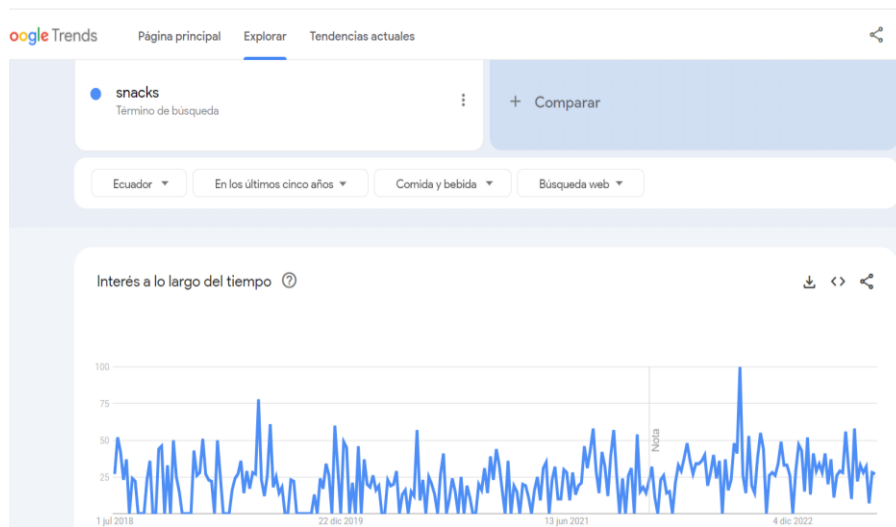 oogle Trends Página principal Explorar Tendencias actuales
snacks
Término de búsqueda
+ Comparar
Ecuador En los últimos cinco años Comida y bebida Búsqueda web
Interés a lo largo del tiempo
100
75
50
25
Nota
1 jul 2018 22 dic 2019 13 jun 2021 4 dic 2022